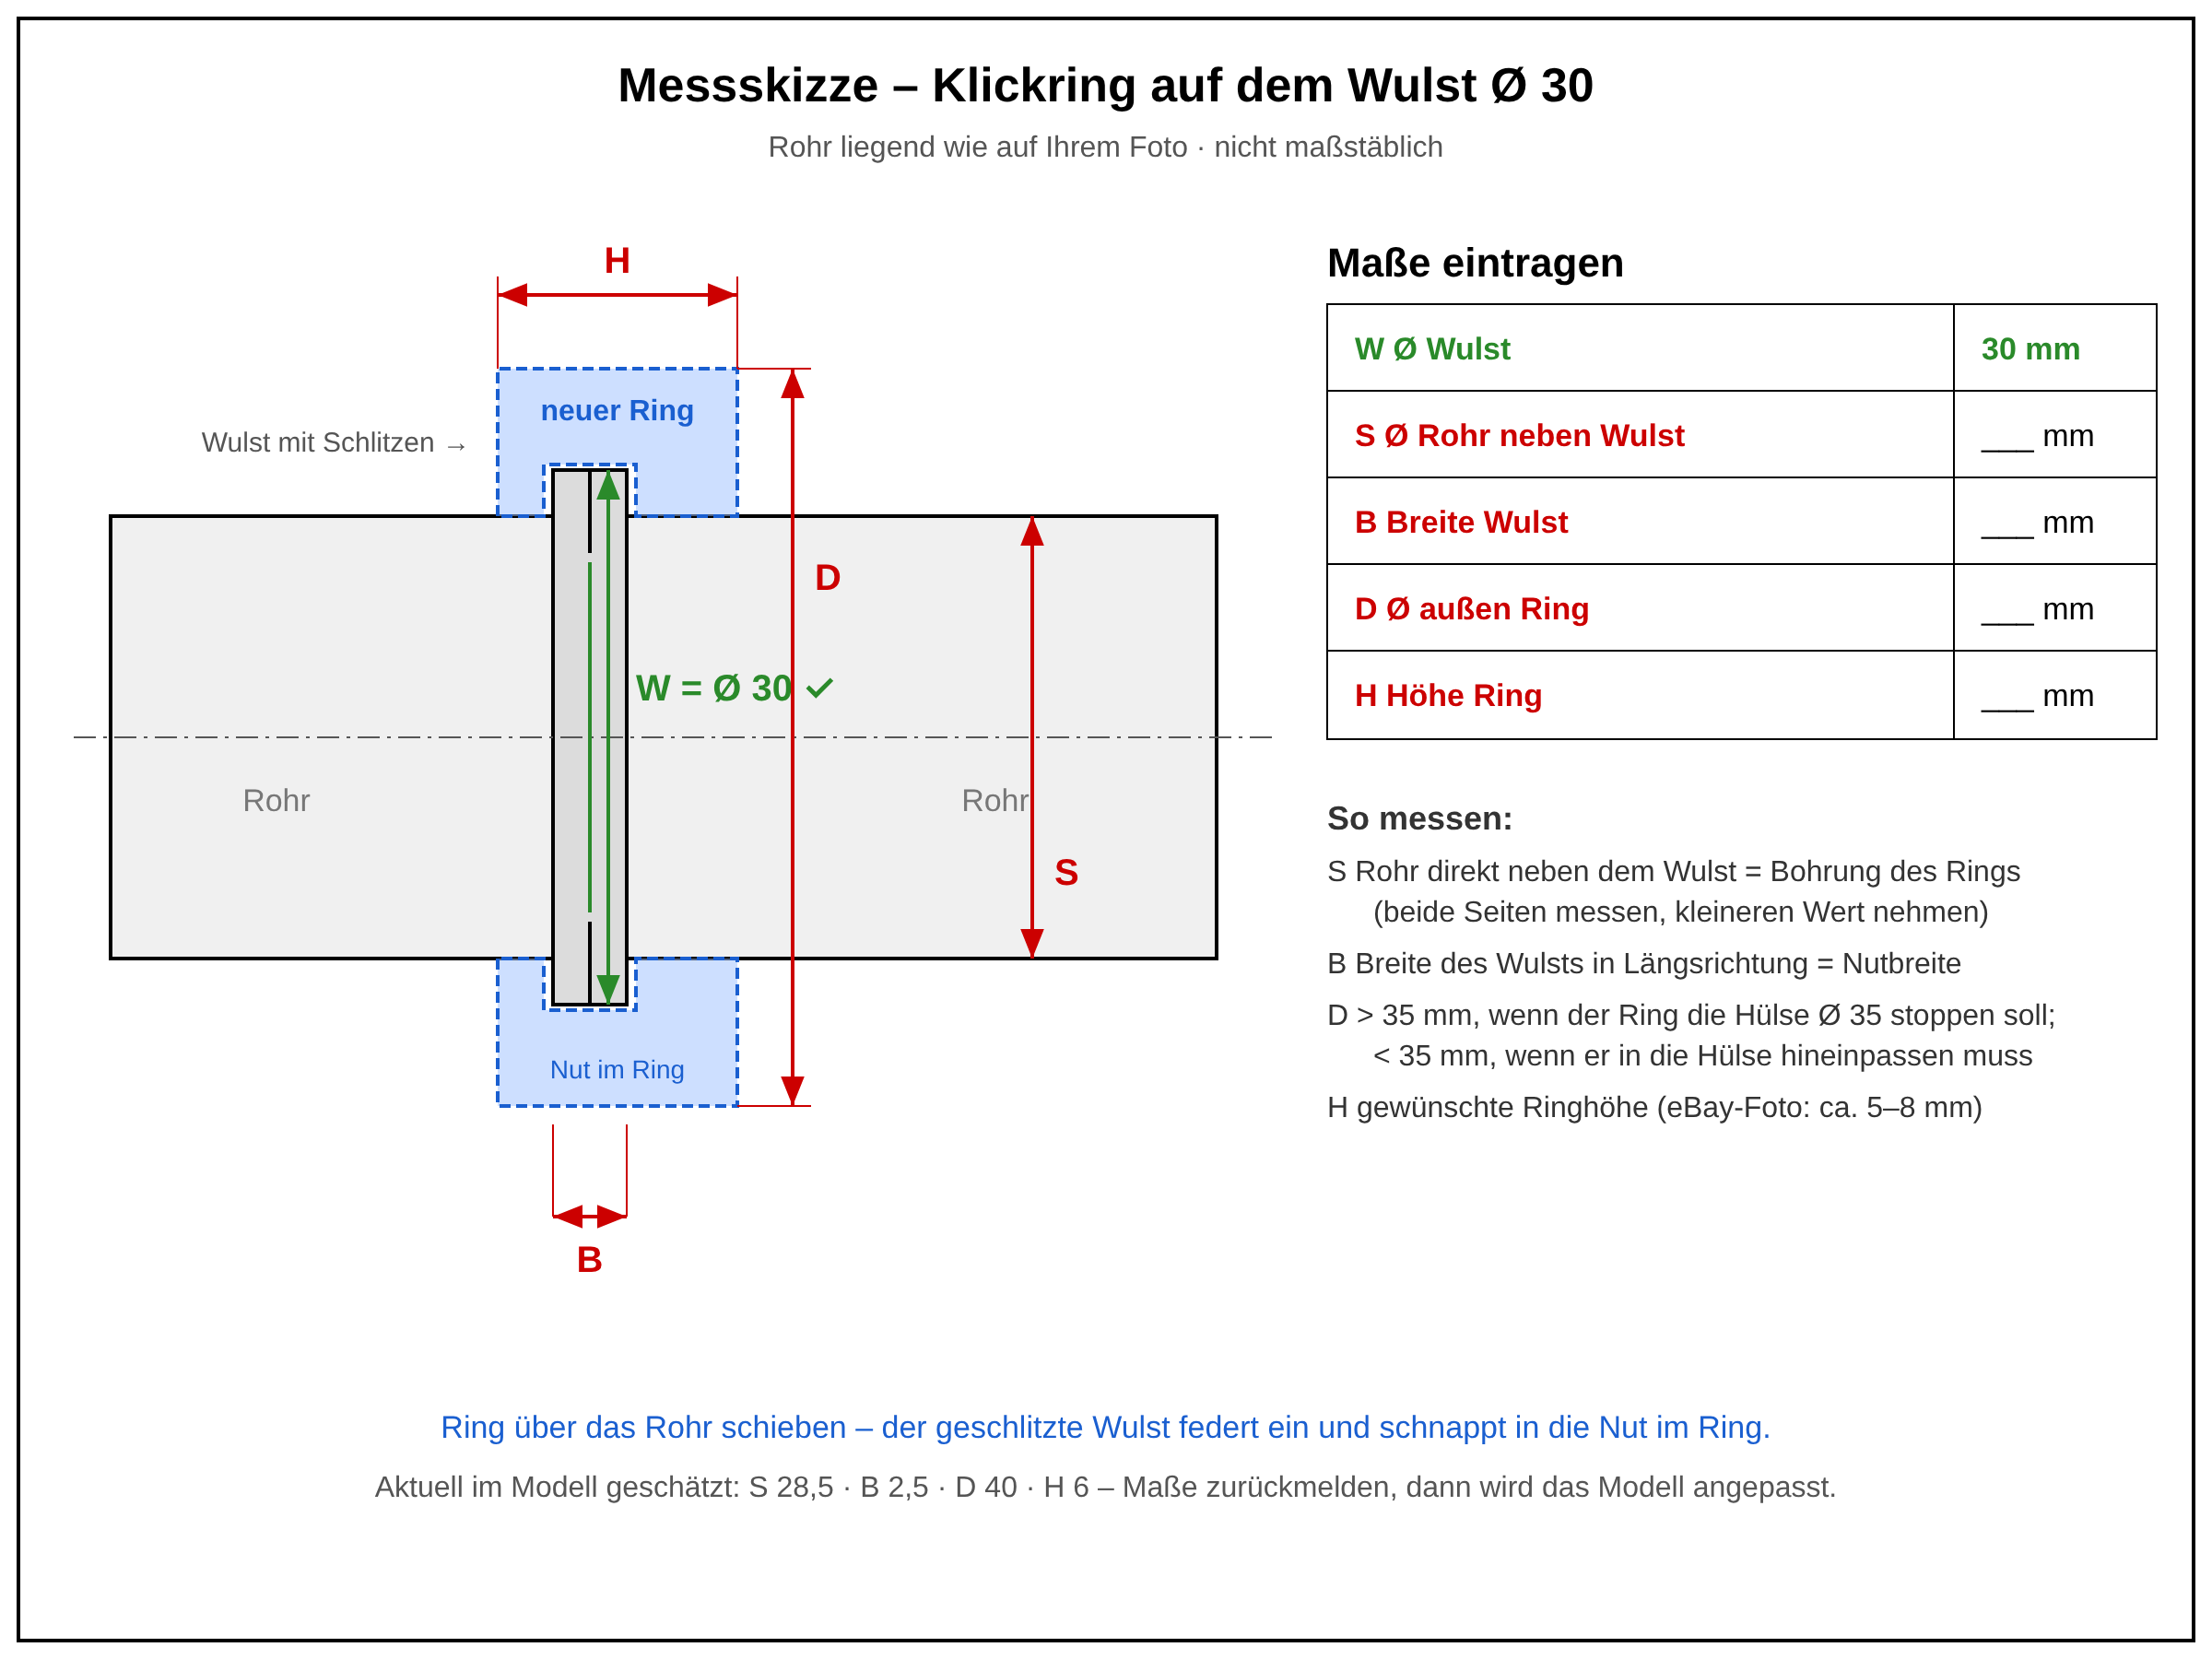 Messskizze – Klickring auf dem Wulst Ø 30
Rohr liegend wie auf Ihrem Foto · nicht maßstäblich
H
neuer Ring
Wulst mit Schlitzen →
D
W = Ø 30 ✓
Rohr
Rohr
S
Nut im Ring
B
Maße eintragen
W Ø Wulst 30 mm
S Ø Rohr neben Wulst ___ mm
B Breite Wulst ___ mm
D Ø außen Ring ___ mm
H Höhe Ring ___ mm
So messen:
S Rohr direkt neben dem Wulst = Bohrung des Rings
(beide Seiten messen, kleineren Wert nehmen)
B Breite des Wulsts in Längsrichtung = Nutbreite
D > 35 mm, wenn der Ring die Hülse Ø 35 stoppen soll;
< 35 mm, wenn er in die Hülse hineinpassen muss
H gewünschte Ringhöhe (eBay-Foto: ca. 5–8 mm)
Ring über das Rohr schieben – der geschlitzte Wulst federt ein und schnappt in die Nut im Ring.
Aktuell im Modell geschätzt: S 28,5 · B 2,5 · D 40 · H 6 – Maße zurückmelden, dann wird das Modell angepasst.